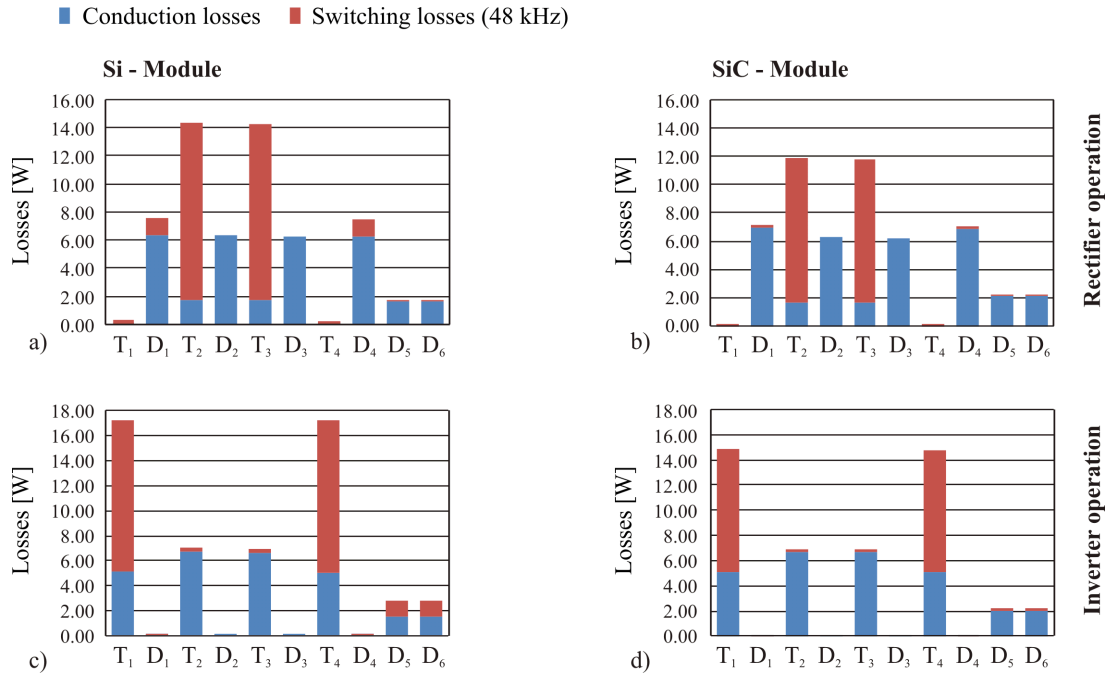 Conduction losses Switching losses (48 kHz)
Si - Module
SiC - Module
16.00
14.00
12.00
10.00
8.00
6.00
4.00
2.00
0.00
Losses [W]
a)
T1 D1 T2 D2 T3 D3 T4 D4 D5 D6
16.00
14.00
12.00
10.00
8.00
6.00
4.00
2.00
0.00
Losses [W]
b)
T1 D1 T2 D2 T3 D3 T4 D4 D5 D6
Rectifier operation
18.00
16.00
14.00
12.00
10.00
8.00
6.00
4.00
2.00
0.00
Losses [W]
c)
T1 D1 T2 D2 T3 D3 T4 D4 D5 D6
18.00
16.00
14.00
12.00
10.00
8.00
6.00
4.00
2.00
0.00
Losses [W]
d)
T1 D1 T2 D2 T3 D3 T4 D4 D5 D6
Inverter operation